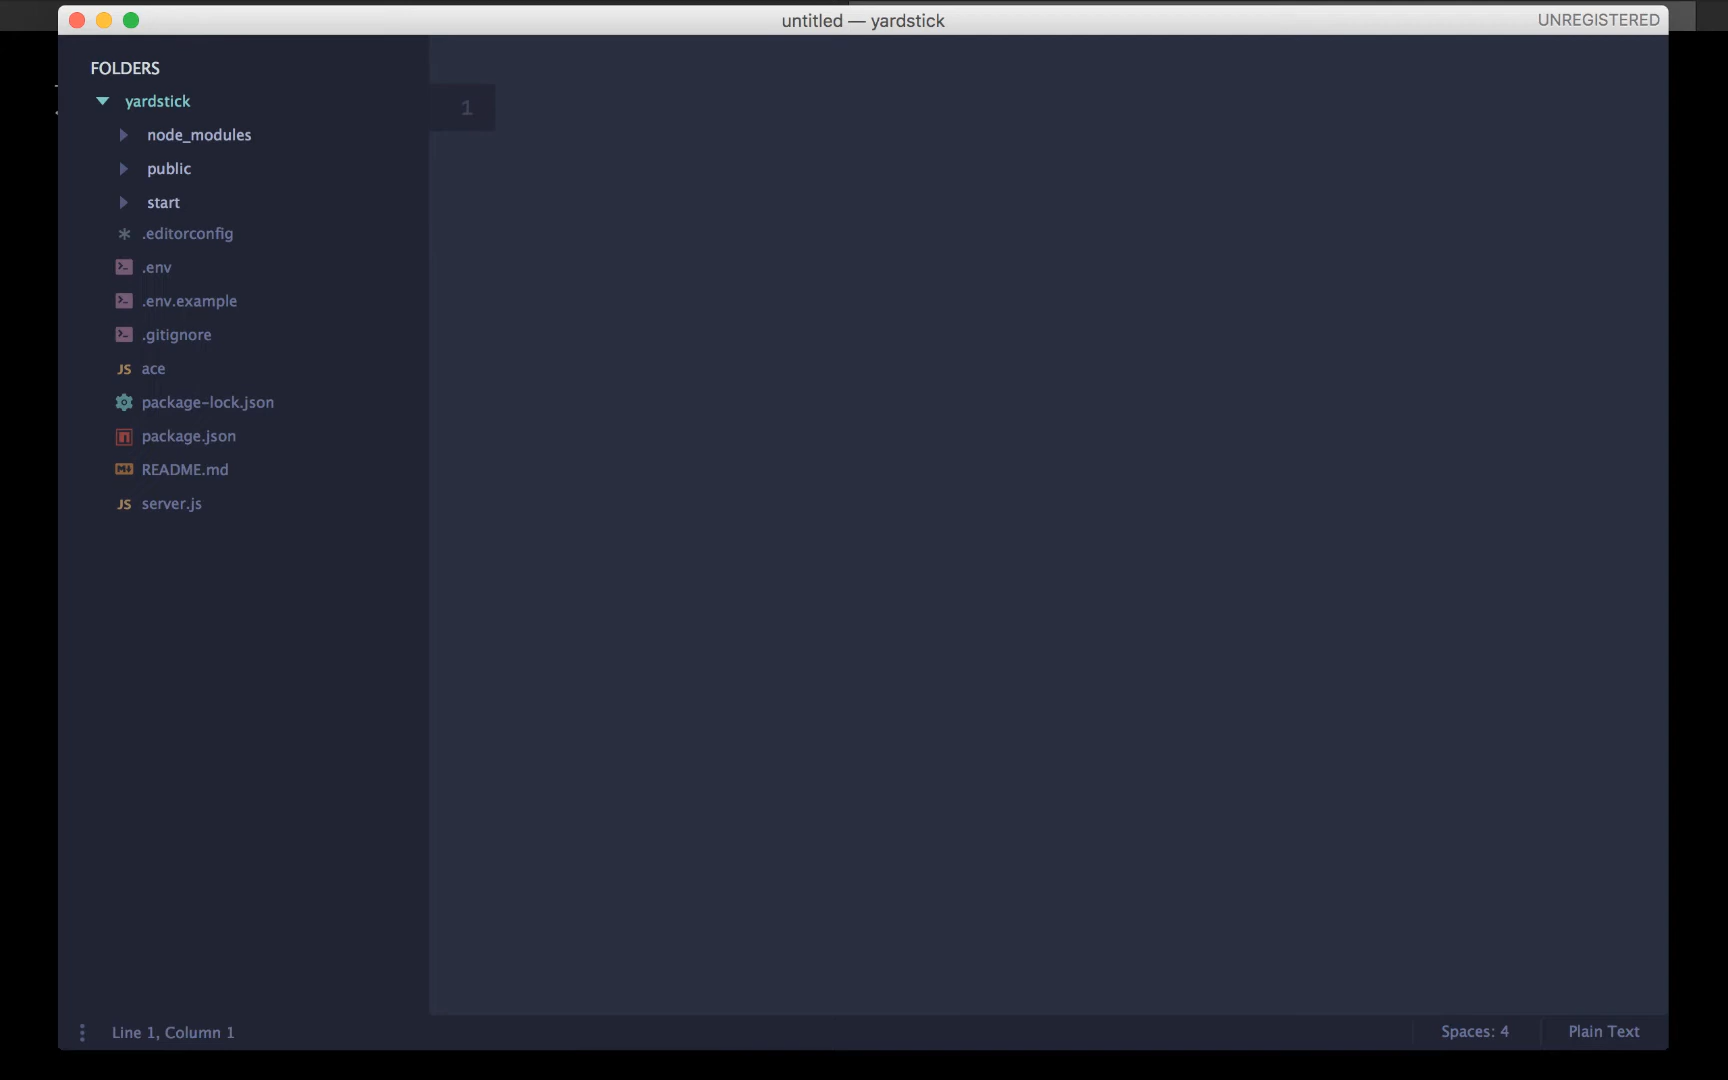 untitled — yardstick
UNREGISTERED
FOLDERS
yardstick
node_modules
public
start
.editorconfig
.env
.env.example
.gitignore
JS ace
package-lock.json
package.json
README.md
JS server.js
1
Line 1, Column 1
Spaces: 4
Plain Text